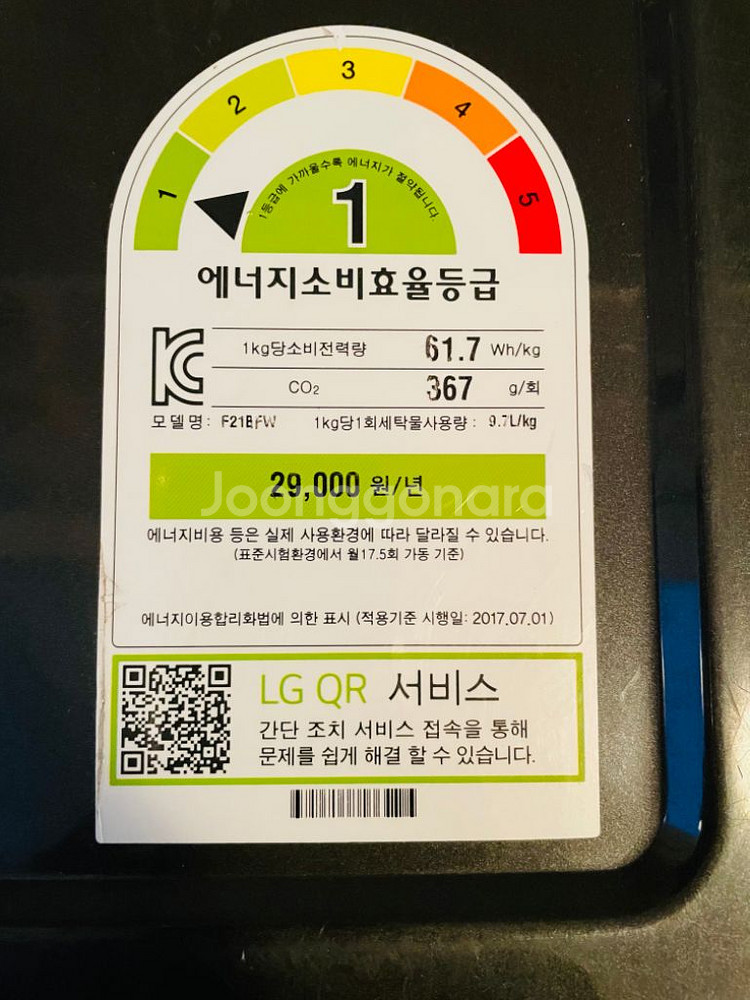 1 2 3 4 5
1등급에 가까울수록 에너지가 절약됩니다.
1
에너지소비효율등급
1kg당소비전력량 61.7 Wh/kg
CO₂ 367 g/회
모델명: F21BFW 1kg당1회세탁물사용량: 9.7L/kg
29,000 원/년
Joonggonara
에너지비용 등은 실제 사용환경에 따라 달라질 수 있습니다.
(표준시험환경에서 월17.5회 가동 기준)
에너지이용합리화법에 의한 표시 (적용기준 시행일: 2017.07.01)
LG QR 서비스
간단 조치 서비스 접속을 통해
문제를 쉽게 해결 할 수 있습니다.